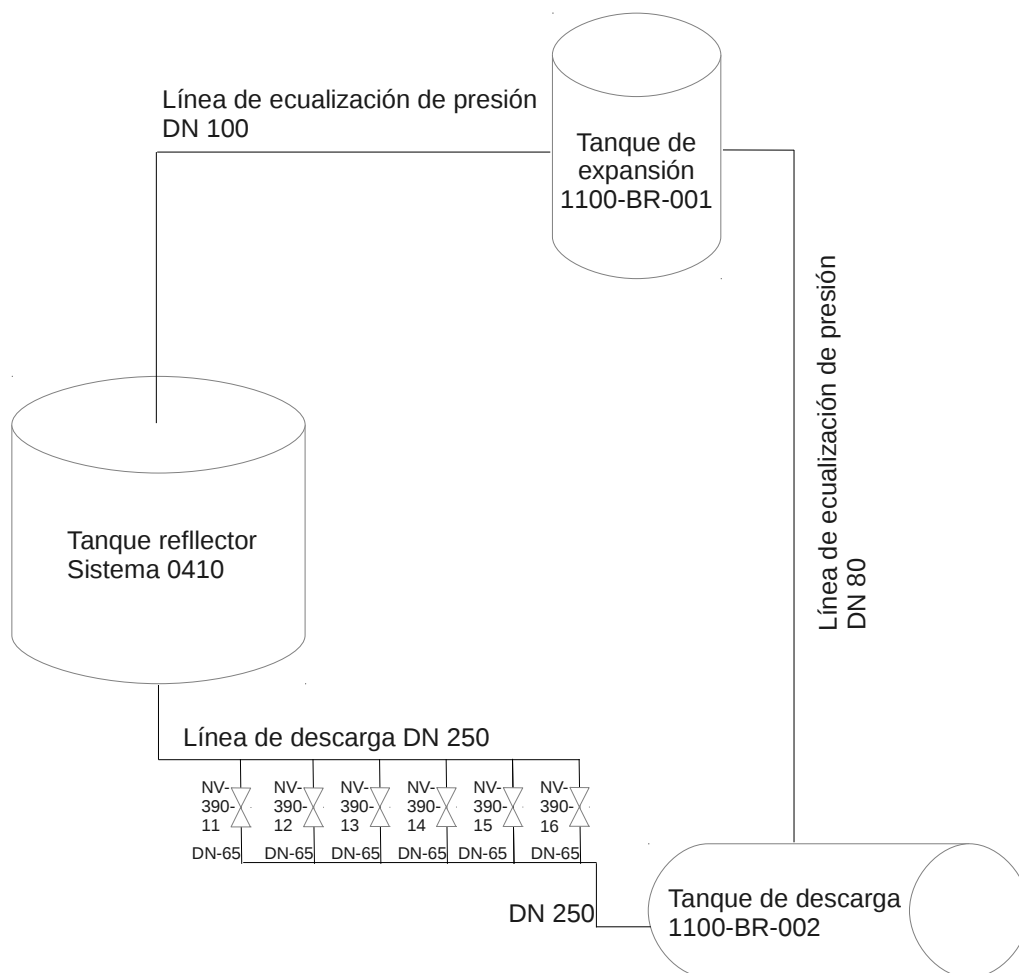 Línea de ecualización de presión
DN 100
Tanque de
expansión
1100-BR-001
Línea de ecualización de presión
DN 80
Tanque refllector
Sistema 0410
Línea de descarga DN 250
NV-
390-
11
NV-
390-
12
NV-
390-
13
NV-
390-
14
NV-
390-
15
NV-
390-
16
DN-65
DN-65
DN-65
DN-65
DN-65
DN-65
DN 250
Tanque de descarga
1100-BR-002